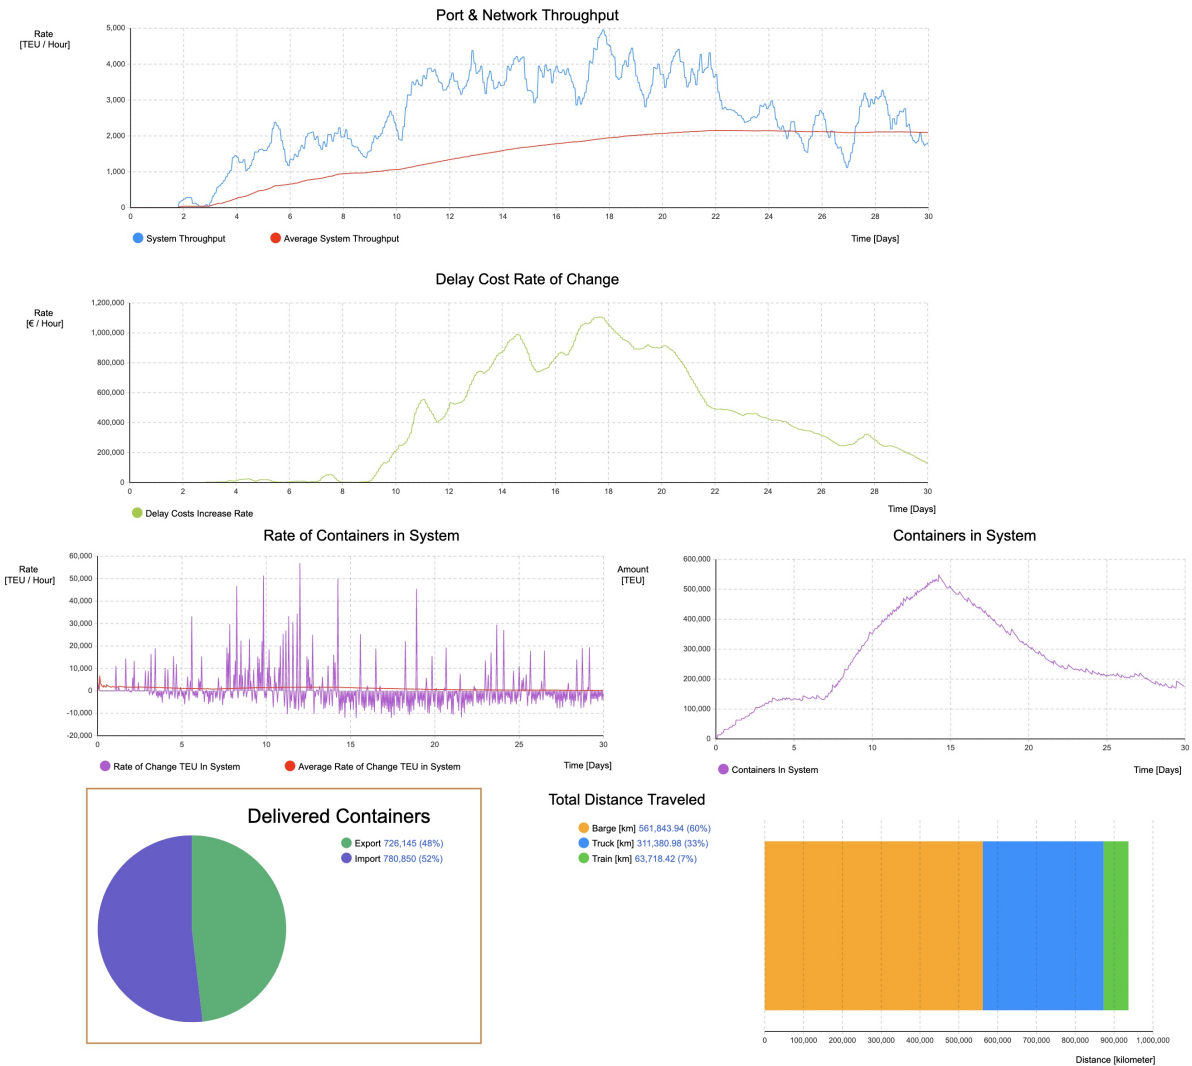 Port & Network Throughput
Rate
[TEU / Hour]
5,000
4,000
3,000
2,000
1,000
0
0 2 4 6 8 10 12 14 16 18 20 22 24 26 28 30
System Throughput Average System Throughput Time [Days]
Delay Cost Rate of Change
Rate
[€ / Hour]
1,200,000
1,000,000
800,000
600,000
400,000
200,000
0
0 2 4 6 8 10 12 14 16 18 20 22 24 26 28 30
Delay Costs Increase Rate Time [Days]
Rate of Containers in System
Rate
[TEU / Hour]
60,000
50,000
40,000
30,000
20,000
10,000
0
-10,000
-20,000
0 5 10 15 20 25 30
Rate of Change TEU In System Average Rate of Change TEU in System Time [Days]
Containers in System
Amount
[TEU]
600,000
500,000
400,000
300,000
200,000
100,000
0
0 5 10 15 20 25 30
Containers In System Time [Days]
Delivered Containers
Export 726,145 (48%)
Import 780,850 (52%)
Total Distance Traveled
Barge [km] 561,843.94 (60%)
Truck [km] 311,380.98 (33%)
Train [km] 63,718.42 (7%)
0 100,000 200,000 300,000 400,000 500,000 600,000 700,000 800,000 900,000 1,000,000
Distance [kilometer]